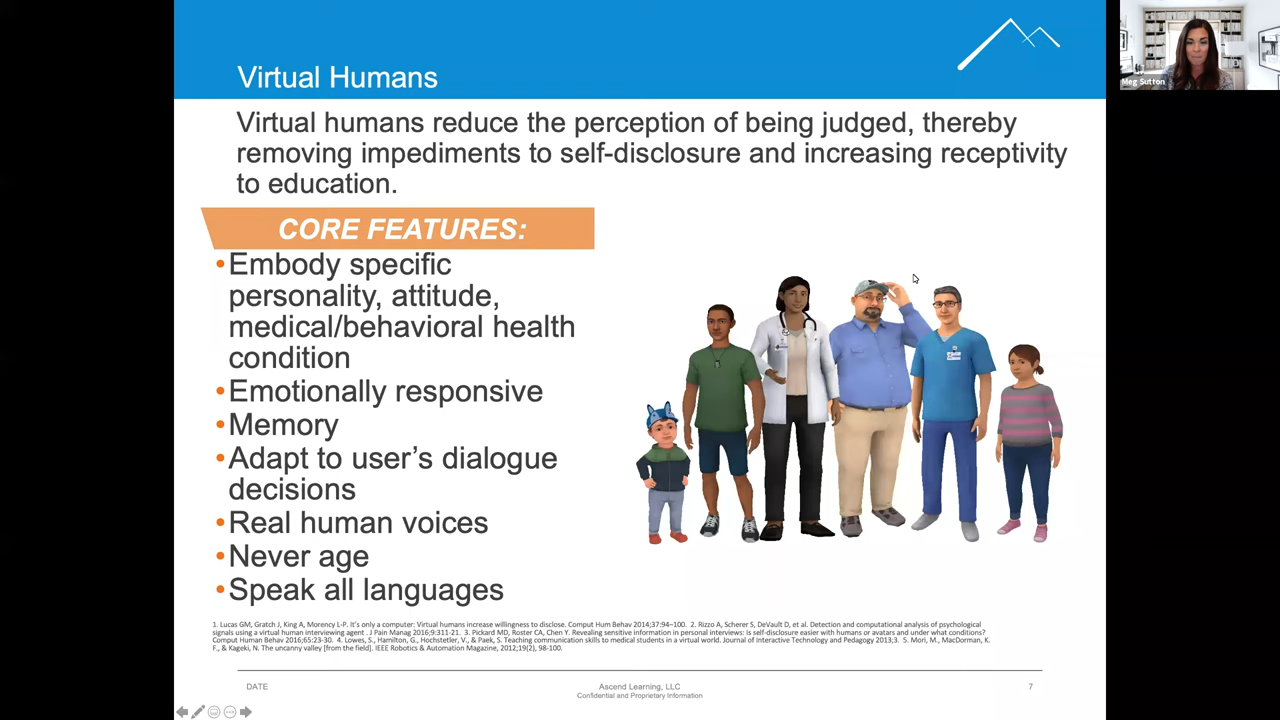 Virtual Humans
Meg Sutton
Virtual humans reduce the perception of being judged, thereby
removing impediments to self-disclosure and increasing receptivity
to education.
CORE FEATURES:
•Embody specific
personality, attitude,
medical/behavioral health
condition
•Emotionally responsive
•Memory
•Adapt to user's dialogue
decisions
•Real human voices
•Never age
•Speak all languages
1. Lucas GM, Gratch J, King A, Morency L-P. It's only a computer: Virtual humans increase willingness to disclose. Comput Hum Behav 2014;37:94–100. 2. Rizzo A, Scherer S, DeVault D, et al. Detection and computational analysis of psychological
signals using a virtual human interviewing agent . J Pain Manag 2016;9:311-21. 3. Pickard MD, Roster CA, Chen Y. Revealing sensitive information in personal interviews: Is self-disclosure easier with humans or avatars and under what conditions?
Comput Human Behav 2016;65:23-30. 4. Lowes, S., Hamilton, G., Hochstetler, V., & Paek, S. Teaching communication skills to medical students in a virtual world. Journal of Interactive Technology and Pedagogy 2013;3. 5. Mori, M., MacDorman, K.
F., & Kageki, N. The uncanny valley [from the field]. IEEE Robotics & Automation Magazine, 2012;19(2), 98-100.
DATE
Ascend Learning, LLC
Confidential and Proprietary Information
7